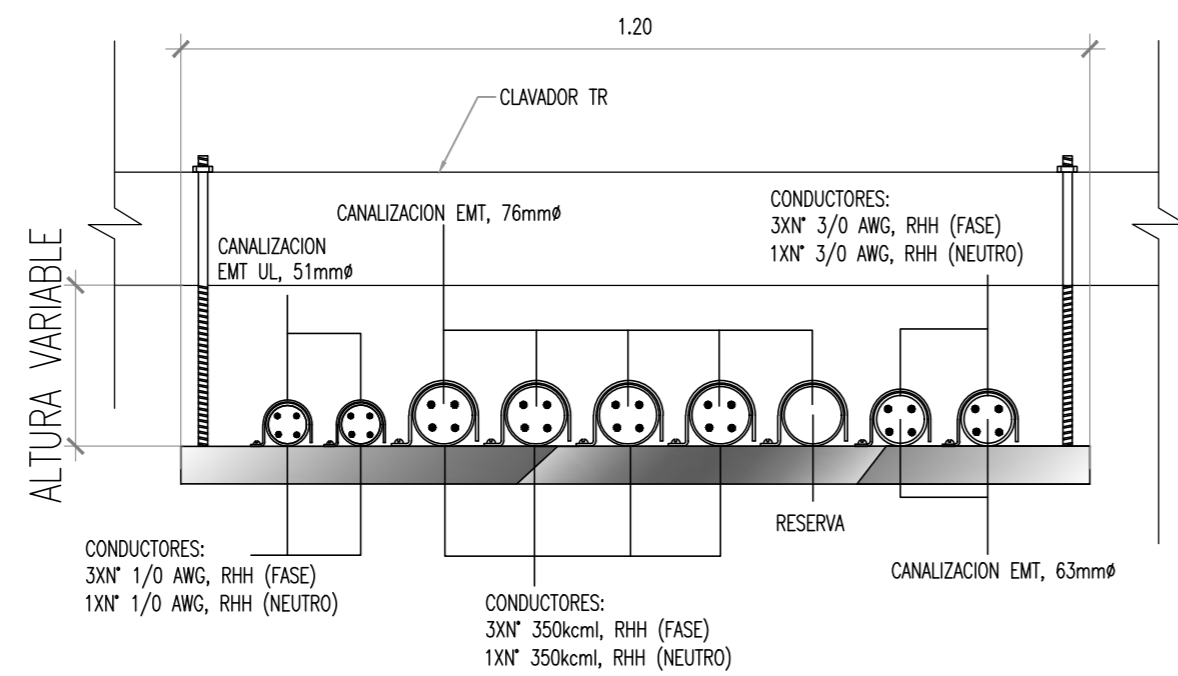 1.20
CLAVADOR TR
CANALIZACION EMT, 76mmø
CONDUCTORES:
3XN° 3/0 AWG, RHH (FASE)
1XN° 3/0 AWG, RHH (NEUTRO)
CANALIZACION
EMT UL, 51mmø
ALTURA VARIABLE
RESERVA
CONDUCTORES:
3XN° 1/0 AWG, RHH (FASE)
1XN° 1/0 AWG, RHH (NEUTRO)
CANALIZACION EMT, 63mmø
CONDUCTORES:
3XN° 350kcml, RHH (FASE)
1XN° 350kcml, RHH (NEUTRO)